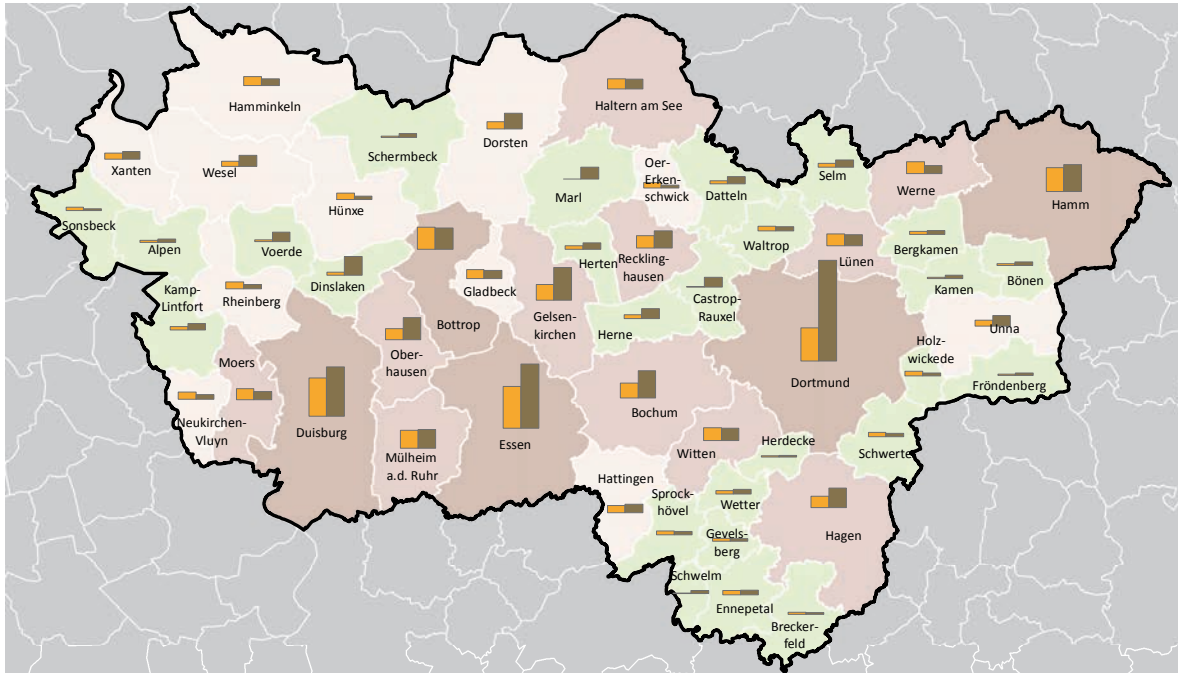 Hamminkeln
Haltern am See
Dorsten
Schermbeck
Xanten
Wesel
Oer-
Erken-
schwick
Marl
Datteln
Selm
Werne
Hamm
Hünxe
Sonsbeck
Alpen
Voerde
Waltrop
Bergkamen
Lünen
Herten
Reckling-
hausen
Dinslaken
Gladbeck
Kamp-
Lintfort
Rheinberg
Bottrop
Gelsen-
kirchen
Castrop-
Rauxel
Herne
Kamen
Bönen
Unna
Holz-
wickede
Moers
Ober-
hausen
Dortmund
Fröndenberg
Neukirchen-
Vluyn
Duisburg
Essen
Bochum
Mülheim
a.d. Ruhr
Witten
Herdecke
Schwerte
Hattingen
Sprock-
hövel
Wetter
Hagen
Gevels-
berg
Schwelm
Ennepetal
Brecker-
feld